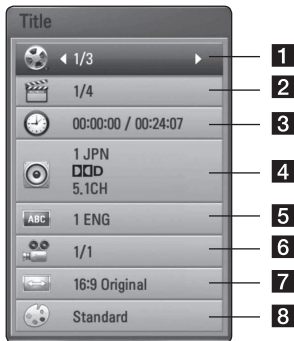 Title
1/3
1
1/4
2
00:00:00 / 00:24:07
3
1 JPN
DD D
5.1CH
4
ABC
1 ENG
5
1/1
6
16:9 Original
7
Standard
8